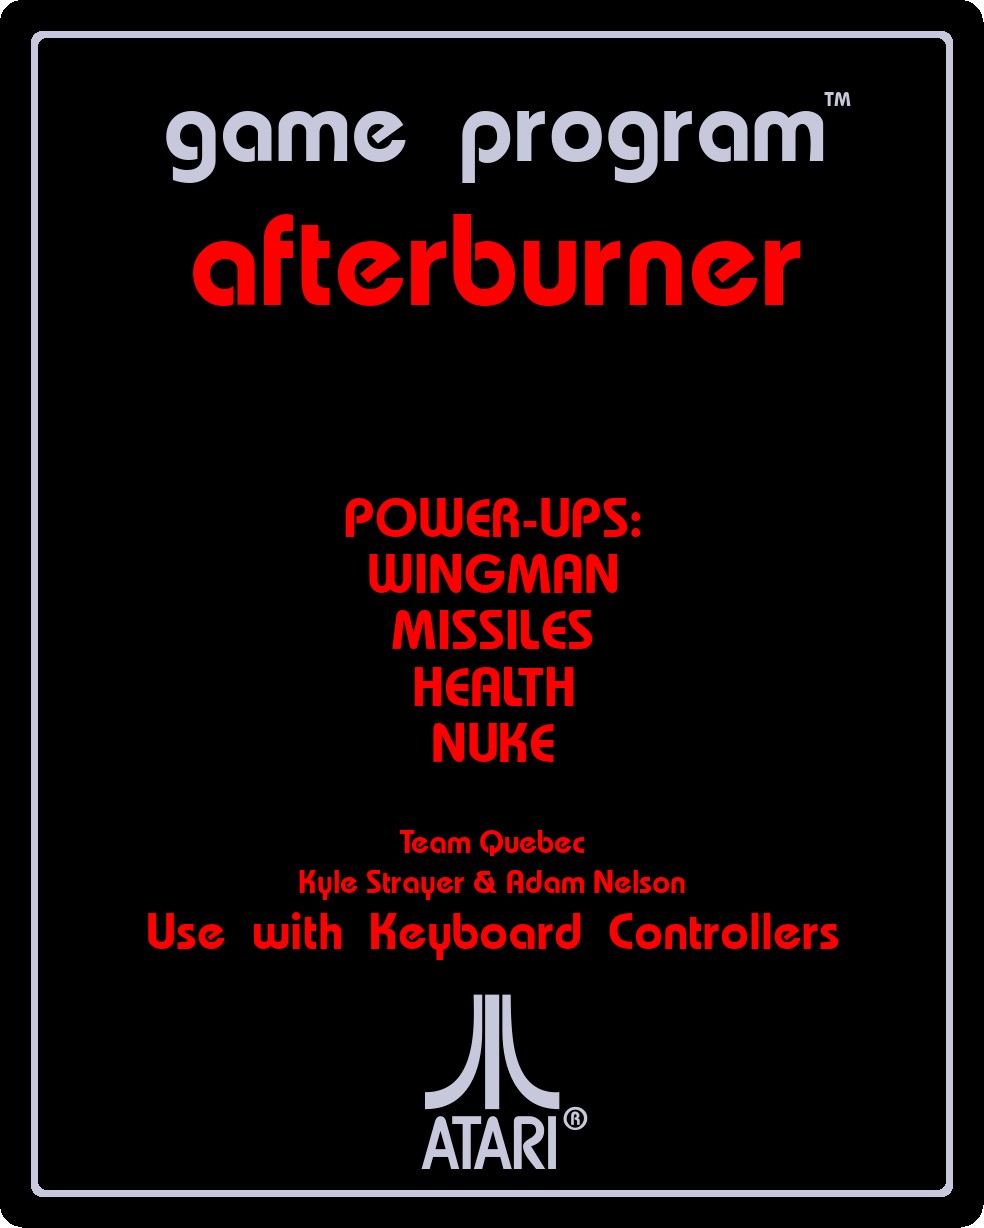 game program™
afterburner
POWER-UPS:
WINGMAN
MISSILES
HEALTH
NUKE
Team Quebec
Kyle Strayer & Adam Nelson
Use with Keyboard Controllers
ATARI®